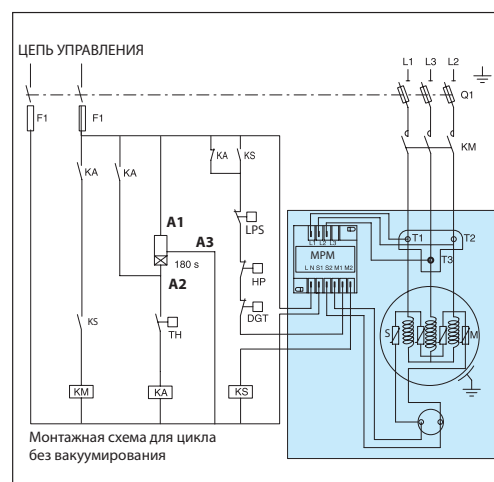 ЦЕПЬ УПРАВЛЕНИЯ
L1 L3 L2
Q1
F1 F1
KM
KA KA KA KS
A1
A3
LPS
180 s
A2
HP
DGT
TH
KS
KM KA KS
L1 L2 L3
MPM
L N S1 S2 M1 M2
T1 T2
T3
S M
Монтажная схема для цикла
без вакуумирования